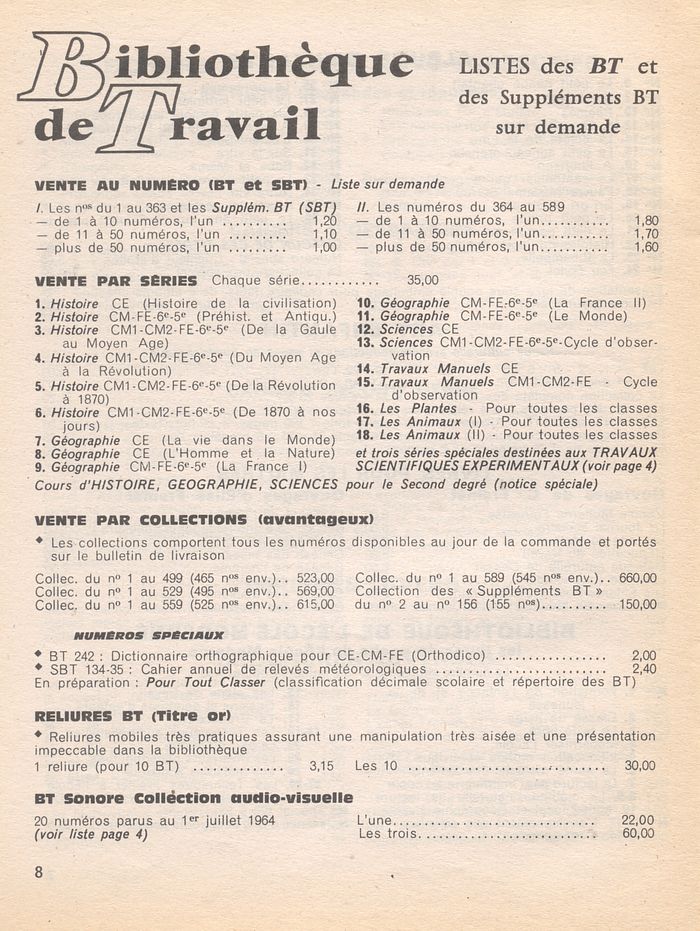 Bibliothèque
de Travail
LISTES des BT et
des Suppléments BT
sur demande
VENTE AU NUMÉRO (BT et SBT) - Liste sur demande
I. Les nos du 1 au 363 et les Supplém. BT (SBT)
— de 1 à 10 numéros, l'un ......... 1,20
— de 11 à 50 numéros, l'un ......... 1,10
— plus de 50 numéros, l'un ......... 1,00
II. Les numéros du 364 au 589
— de 1 à 10 numéros, l'un........... 1,80
— de 11 à 50 numéros, l'un........... 1,70
— plus de 50 numéros, l'un........... 1,60
VENTE PAR SÉRIES Chaque série............ 35,00
1. Histoire CE (Histoire de la civilisation)
2. Histoire CM-FE-6e-5e (Préhist. et Antiqu.)
3. Histoire CM1-CM2-FE-6e-5e (De la Gaule
au Moyen Age)
4. Histoire CM1-CM2-FE-6e-5e (Du Moyen Age
à la Révolution)
5. Histoire CM1-CM2-FE-6e-5e (De la Révolution
à 1870)
6. Histoire CM1-CM2-FE-6e-5e (De 1870 à nos
jours)
7. Géographie CE (La vie dans le Monde)
8. Géographie CE (L'Homme et la Nature)
9. Géographie CM-FE-6e-5e (La France I)
10. Géographie CM-FE-6e-5e (La France II)
11. Géographie CM-FE-6e-5e (Le Monde)
12. Sciences CE
13. Sciences CM1-CM2-FE-6e-5e-Cycle d'obser-
vation
14. Travaux Manuels CE
15. Travaux Manuels CM1-CM2-FE - Cycle
d'observation
16. Les Plantes - Pour toutes les classes
17. Les Animaux (I) - Pour toutes les classes
18. Les Animaux (II) - Pour toutes les classes
et trois séries spéciales destinées aux TRAVAUX
SCIENTIFIQUES EXPERIMENTAUX (voir page 4)
Cours d'HISTOIRE, GEOGRAPHIE, SCIENCES pour le Second degré (notice spéciale)
VENTE PAR COLLECTIONS (avantageux)
◆ Les collections comportent tous les numéros disponibles au jour de la commande et portés
sur le bulletin de livraison
Collec. du no 1 au 499 (465 nos env.).. 523,00
Collec. du no 1 au 529 (495 nos env.).. 569,00
Collec. du no 1 au 559 (525 nos env.).. 615,00
Collec. du no 1 au 589 (545 nos env.).. 660,00
Collection des « Suppléments BT »
du no 2 au no 156 (155 nos).......... 150,00
NUMÉROS SPÉCIAUX
◆ BT 242 : Dictionnaire orthographique pour CE-CM-FE (Orthodico) ................ 2,00
◆ SBT 134-35 : Cahier annuel de relevés météorologiques ......................... 2,40
En préparation : Pour Tout Classer (classification décimale scolaire et répertoire des BT)
RELIURES BT (Titre or)
◆ Reliures mobiles très pratiques assurant une manipulation très aisée et une présentation
impeccable dans la bibliothèque
1 reliure (pour 10 BT) ............. 3,15 Les 10 ............................. 30,00
BT Sonore Collection audio-visuelle
20 numéros parus au 1er juillet 1964
(voir liste page 4)
L'une................................. 22,00
Les trois.............................. 60,00
8